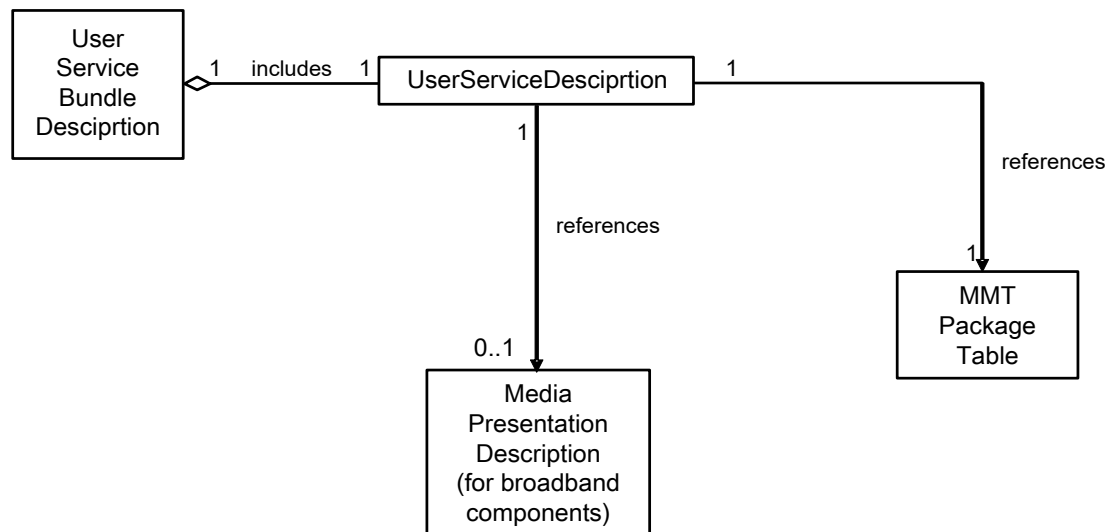 User
Service
Bundle
Desciprtion
1 includes 1
UserServiceDesciprtion
1
1
references
references
1
0..1
MMT
Package
Table
Media
Presentation
Description
(for broadband
components)